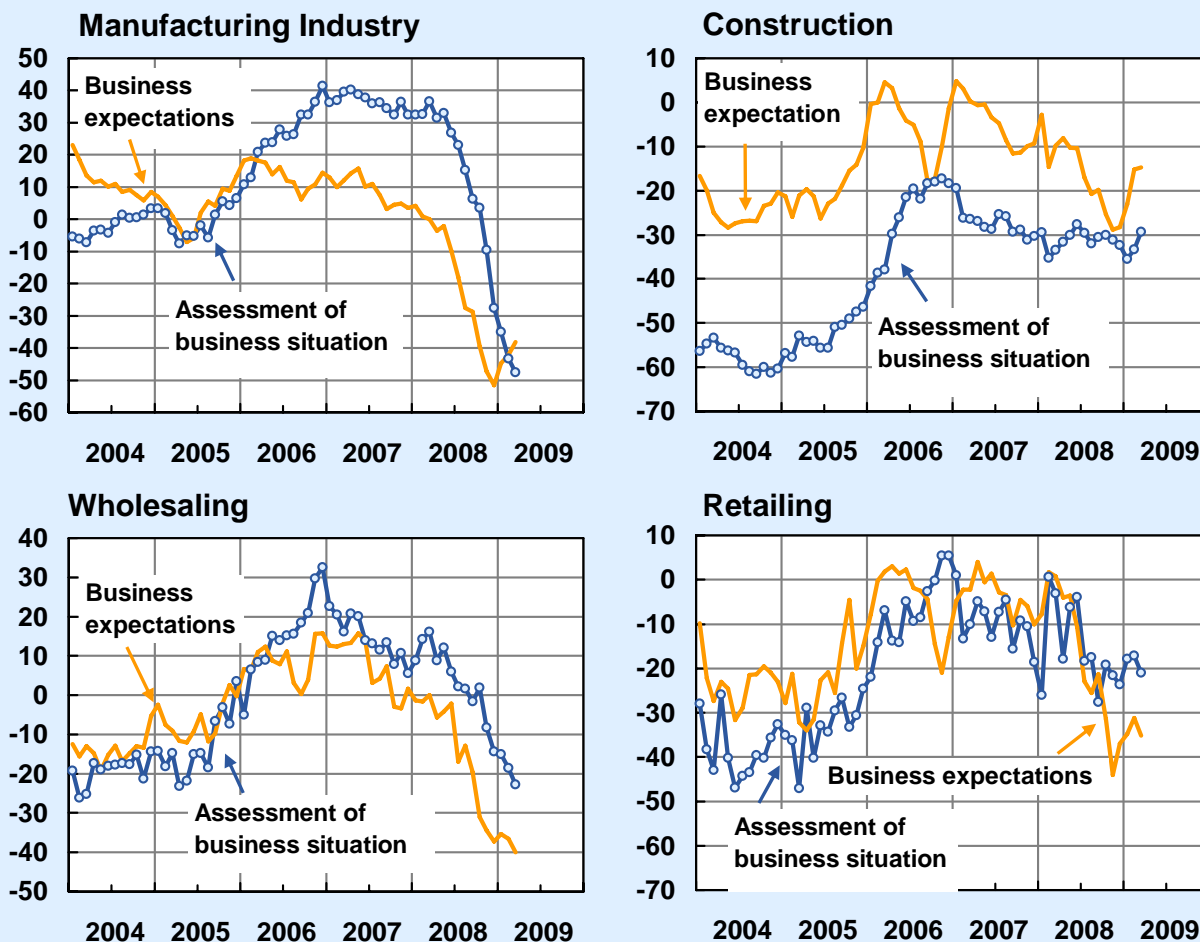 Manufacturing Industry
50
40
30
20
10
0
-10
-20
-30
-40
-50
-60
Business
expectations
Assessment of
business situation
2004 2005 2006 2007 2008 2009
Construction
10
0
-10
-20
-30
-40
-50
-60
-70
Business
expectation
Assessment of
business situation
2004 2005 2006 2007 2008 2009
Wholesaling
40
30
20
10
0
-10
-20
-30
-40
-50
Business
expectations
Assessment of
business situation
2004 2005 2006 2007 2008 2009
Retailing
10
0
-10
-20
-30
-40
-50
-60
-70
Business expectations
Assessment of
business situation
2004 2005 2006 2007 2008 2009